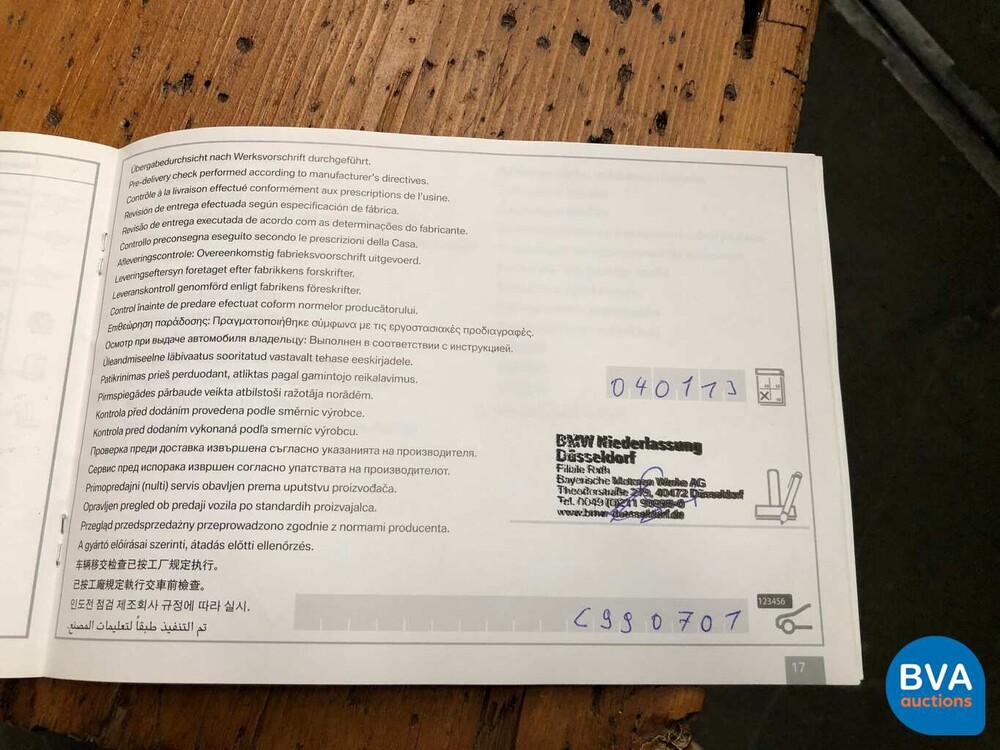 Übergabedurchsicht nach Werksvorschrift durchgeführt.
Pre-delivery check performed according to manufacturer's directives.
Contrôle à la livraison effectué conformément aux prescriptions de l'usine.
Revisión de entrega efectuada según especificación de fábrica.
Revisão de entrega executada de acordo com as determinações do fabricante.
Controllo preconsegna eseguito secondo le prescrizioni della Casa.
Afleveringscontrole: Overeenkomstig fabrieksvoorschrift uitgevoerd.
Leveringseftersyn foretaget efter fabrikkens forskrifter.
Leveranskontroll genomförd enligt fabrikens föreskrifter.
Control înainte de predare efectuat coform normelor producătorului.
Επιθεώρηση παράδοσης: Πραγματοποιήθηκε σύμφωνα με τις εργοστασιακές προδιαγραφές.
Осмотр при выдаче автомобиля владельцу: Выполнен в соответствии с инструкцией.
Üleandmiseelne läbivaatus sooritatud vastavalt tehase eeskirjadele.
Patikrinimas prieš perduodant, atliktas pagal gamintojo reikalavimus.
Pirmspiegādes pārbaude veikta atbilstoši ražotāja norādēm.
Kontrola před dodáním provedena podle směrnic výrobce.
Kontrola pred dodaním vykonaná podľa smerníc výrobcu.
Проверка преди доставка извършена съгласно указанията на производителя.
Сервис пред испорака извршен согласно упатствата на производителот.
Primopredajni (nulti) servis obavljen prema uputstvu proizvođača.
Opravljen pregled ob predaji vozila po standardih proizvajalca.
Przegląd przedsprzedażny przeprowadzono zgodnie z normami producenta.
A gyártó előírásai szerinti, átadás előtti ellenőrzés.
车辆移交检查已按工厂规定执行。
已按工廠規定執行交車前檢查。
인도전 점검 제조회사 규정에 따라 실시.
تم التنفيذ طبقاً لتعليمات المصنع
040113
BMW Niederlassung
Düsseldorf
Filiale Rath
Bayerische Motoren Werke AG
Theodorstraße 40472 Düsseldorf
Tel. 0049
www.bmw-duesseldorf.de
123456
C990701
17
BVA
auctions